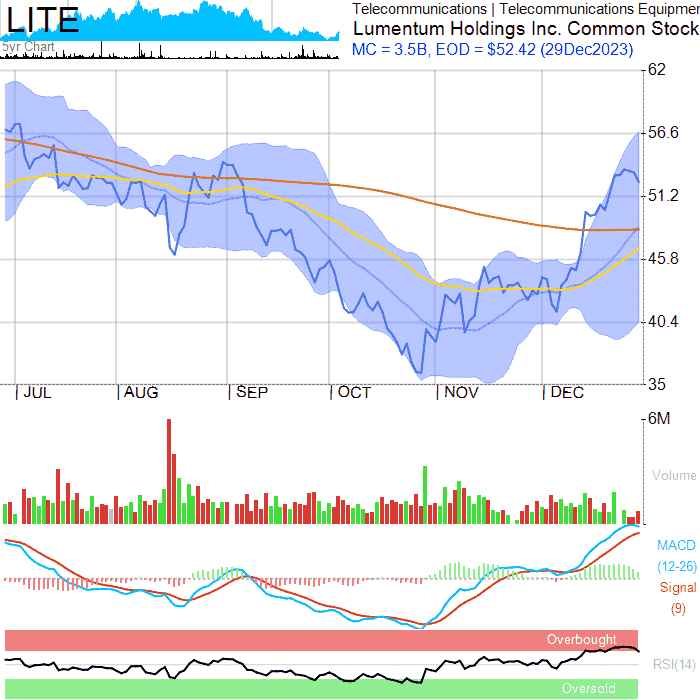 LITE
Telecommunications | Telecommunications Equipmen
Lumentum Holdings Inc. Common Stock
5yr Chart
MC = 3.5B, EOD = $52.42 (29Dec2023)
62
56.6
51.2
45.8
40.4
35
| JUL | AUG | SEP | OCT | NOV | DEC
6M
Volume
MACD
(12-26)
Signal
(9)
Overbought
RSI(14)
Oversold